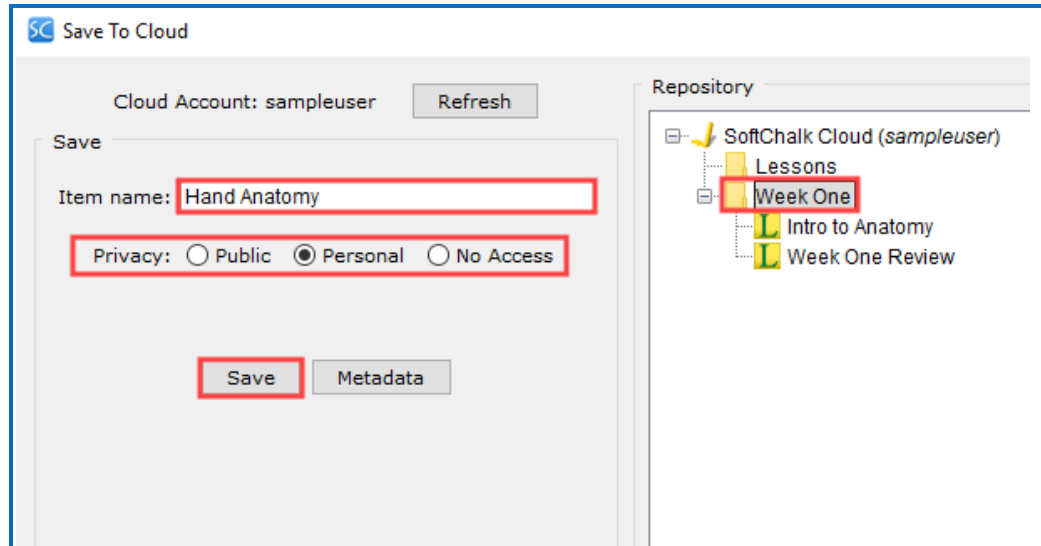 SC Save To Cloud
Cloud Account: sampleuser Refresh
Save
Item name: Hand Anatomy
Privacy: Public Personal No Access
Save Metadata
Repository
SoftChalk Cloud (sampleuser)
Lessons
Week One
L Intro to Anatomy
L Week One Review